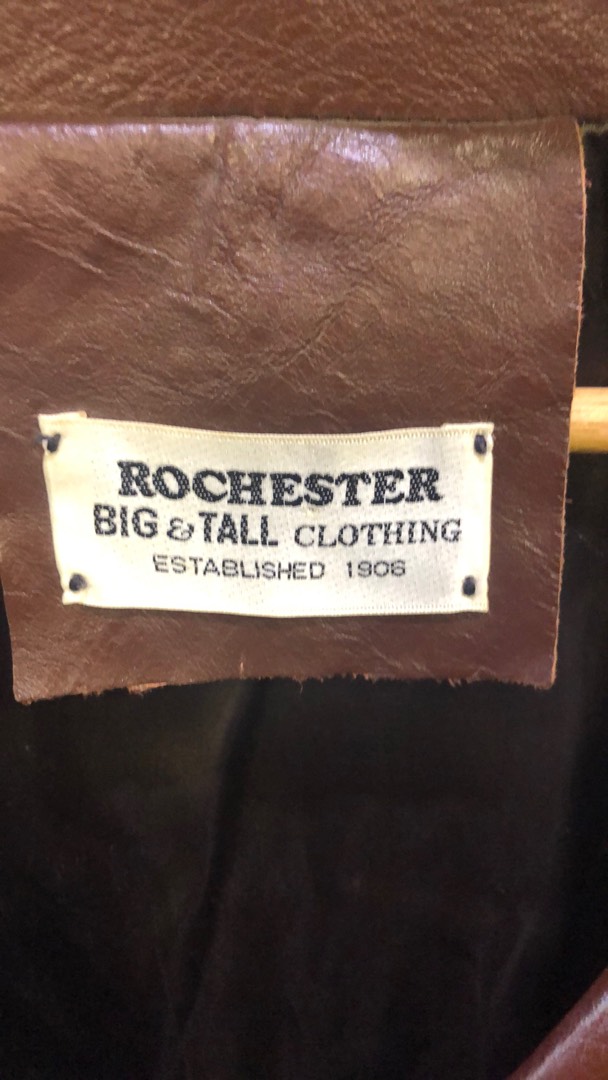 ROCHESTER
BIG & TALL CLOTHING
ESTABLISHED 1906